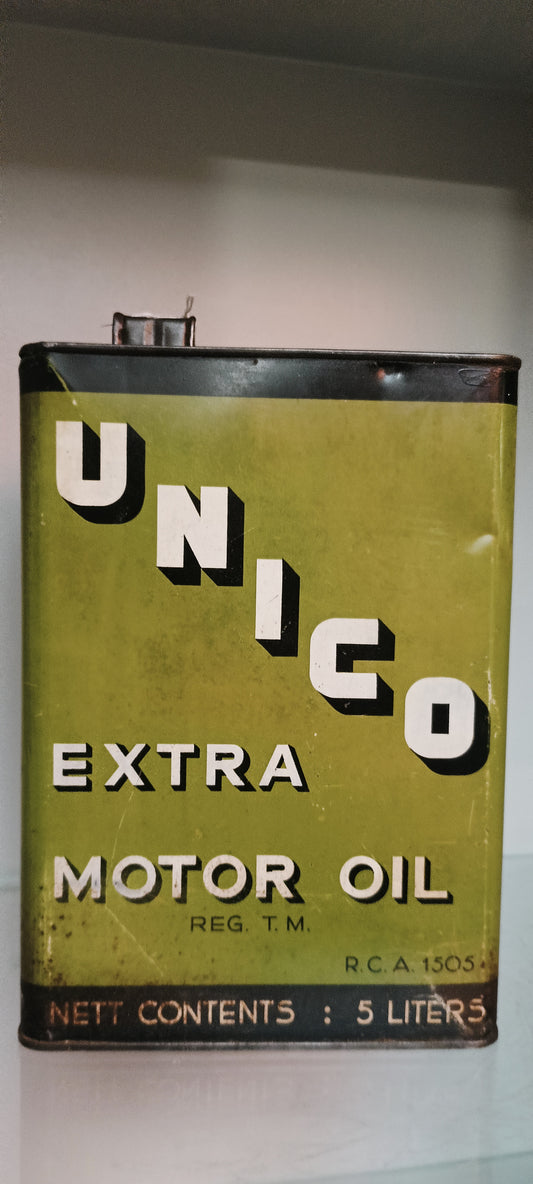 UNICO
EXTRA
MOTOR OIL
REG. T.M.
R.C.A. 1505
NETT CONTENTS : 5 LITERS